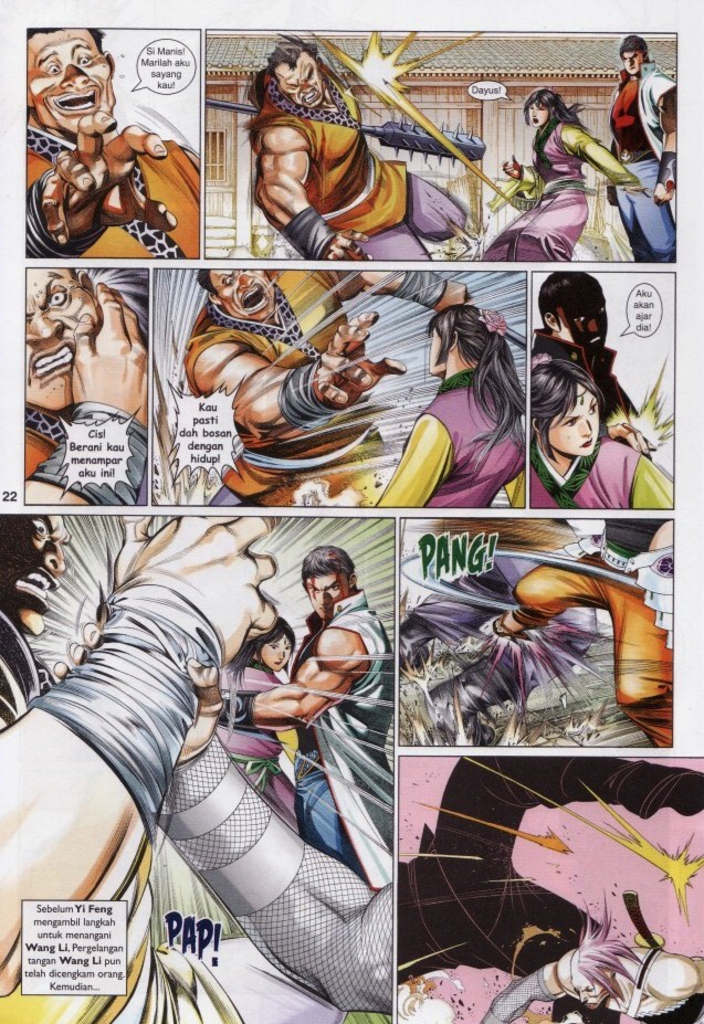 Si Manis!
Marilah aku
sayang
kau!
Dayus!
Cis!
Berani kau
menampar
aku ini!
Kau
pasti
dah bosan
dengan
hidup!
Aku
akan
ajar
dia!
22
PANG!
Sebelum Yi Feng
mengambil langkah
untuk menangani
Wang Li, Pergelangan
tangan Wang Li pun
telah dicengkam orang.
Kemudian...
PAP!